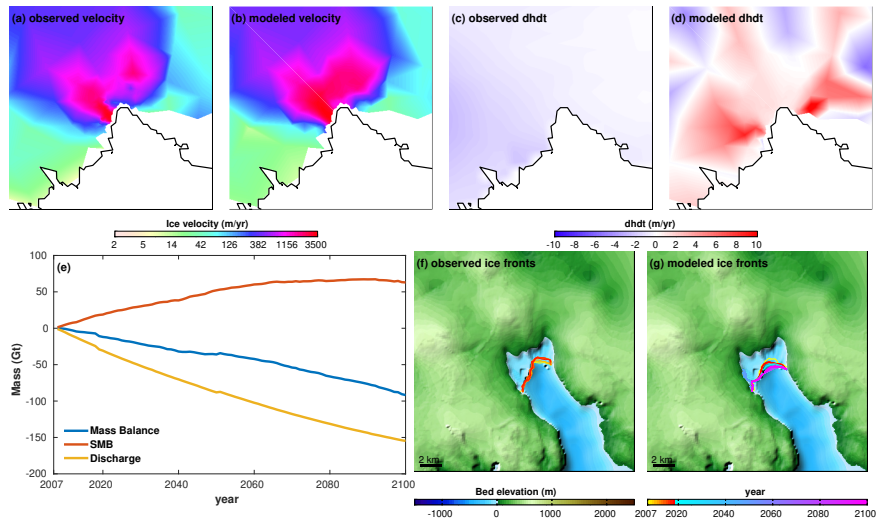 (a) observed velocity
(b) modeled velocity
(c) observed dhdt
(d) modeled dhdt
Ice velocity (m/yr)
2 5 14 42 126 382 1156 3500
dhdt (m/yr)
-10 -8 -6 -4 -2 0 2 4 6 8 10
(e)
100
50
0
-50
-100
-150
-200
Mass (Gt)
Mass Balance
SMB
Discharge
2007 2020 2040 2060 2080 2100
year
(f) observed ice fronts
2 km
(g) modeled ice fronts
2 km
Bed elevation (m)
-1000 0 1000 2000
year
2007 2020 2040 2060 2080 2100